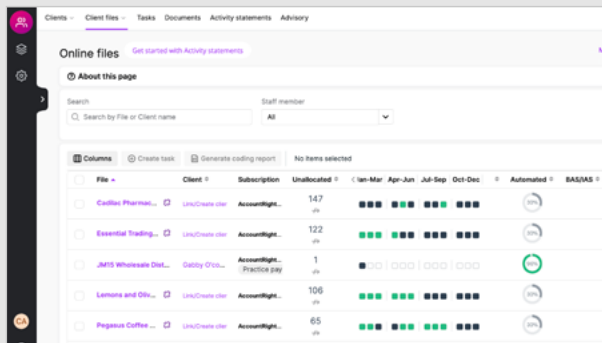 Clients Client files Tasks Documents Activity statements Advisory
Online files Get started with Activity statements
About this page
Search Staff member
Search by File or Client name All
Columns Create task Generate coding report No items selected
File Client Subscription Unallocated Jan-Mar Apr-Jun Jul-Sep Oct-Dec Automated BAS/IAS
Cadilac Pharmac... Link/Create clier AccountRight... 147
Essential Trading... Link/Create clier AccountRight... 122
JM15 Wholesale Dist... Gabby O'co... AccountRight... 1
Practice pay
Lemons and Oliv... Link/Create clier AccountRight... 106
Pegasus Coffee ... Link/Create clier AccountRight... 65
CA